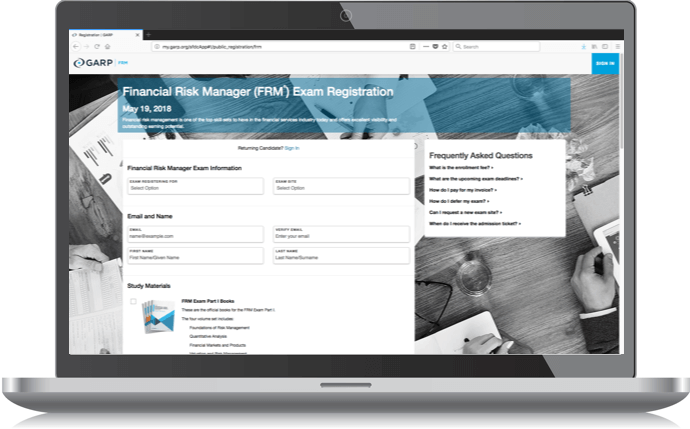 Registration | GARP
my.garp.org/sfdcApp#!/public_registration/frm
Search
GARP FRM
SIGN IN
Financial Risk Manager (FRM®) Exam Registration
May 19, 2018
Financial risk management is one of the top skill sets to have in the financial services industry today and offers excellent visibility and
outstanding earning potential.
Returning Candidate? Sign In
Financial Risk Manager Exam Information
EXAM REGISTERING FOR
Select Option
EXAM SITE
Select Option
Email and Name
EMAIL
name@example.com
VERIFY EMAIL
Enter your email
FIRST NAME
First Name/Given Name
LAST NAME
Last Name/Surname
Study Materials
FRM Exam Part I Books
These are the official books for the FRM Exam Part I.
The four volume set includes:
Foundations of Risk Management
Quantitative Analysis
Financial Markets and Products
Valuation and Risk Management
Frequently Asked Questions
What is the enrollment fee? »
What are the upcoming exam deadlines? »
How do I pay for my invoice? »
How do I defer my exam? »
Can I request a new exam site? »
When do I receive the admission ticket? »